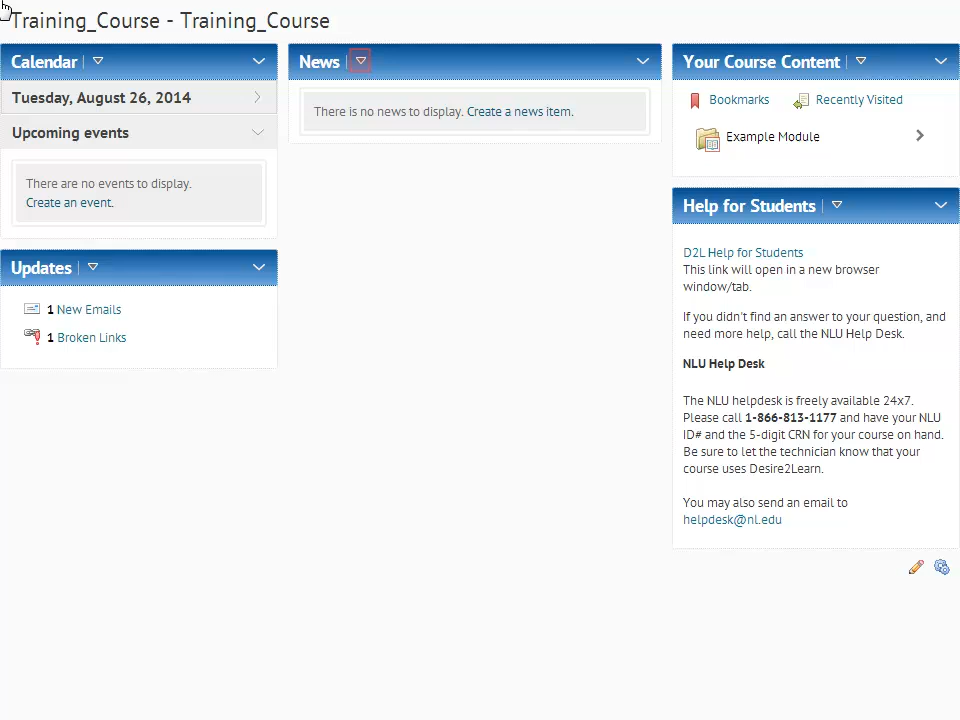 Training_Course - Training_Course
Calendar
Tuesday, August 26, 2014
Upcoming events
There are no events to display.
Create an event.
Updates
1 New Emails
1 Broken Links
News
There is no news to display. Create a news item.
Your Course Content
Bookmarks
Recently Visited
Example Module
Help for Students
D2L Help for Students
This link will open in a new browser
window/tab.
If you didn't find an answer to your question, and
need more help, call the NLU Help Desk.
NLU Help Desk
The NLU helpdesk is freely available 24x7.
Please call 1-866-813-1177 and have your NLU
ID# and the 5-digit CRN for your course on hand.
Be sure to let the technician know that your
course uses Desire2Learn.
You may also send an email to
helpdesk@nl.edu